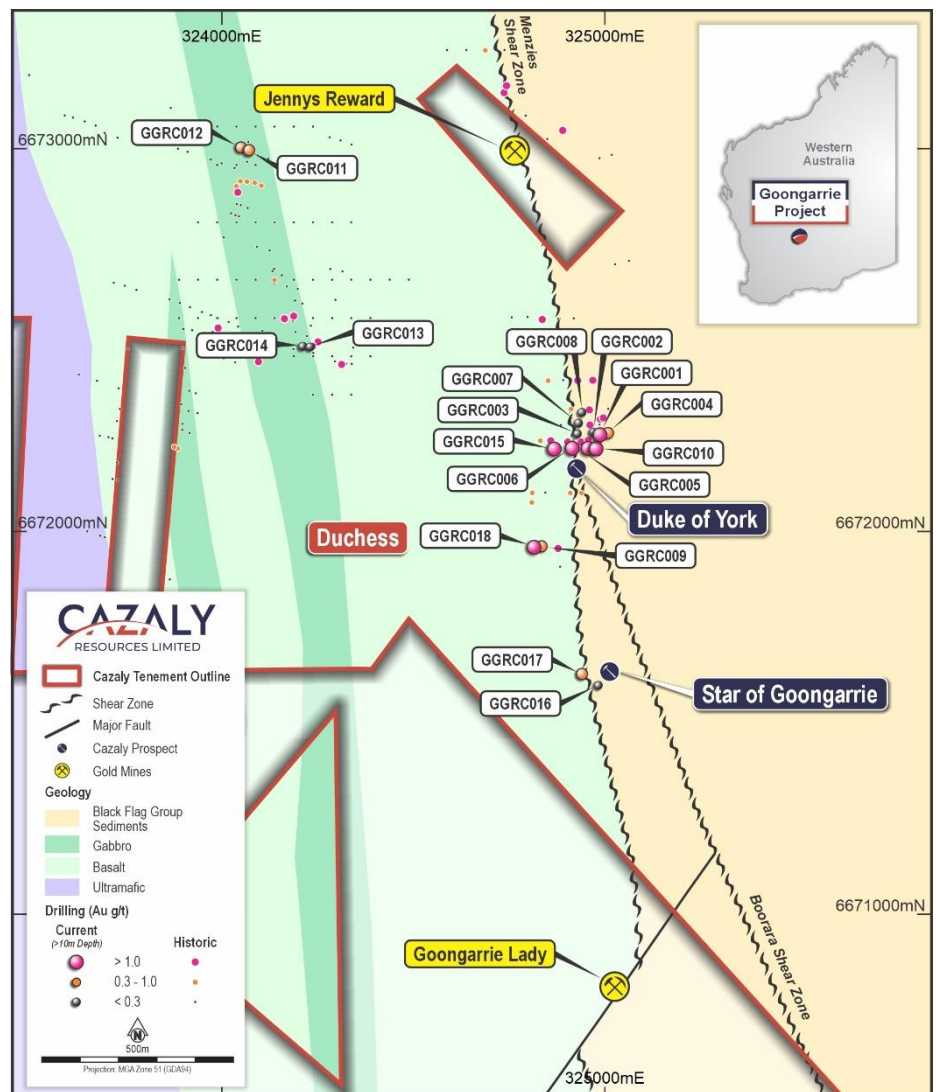 324000mE
325000mE
Menzies
Shear Zone
Jennys Reward
6673000mN
GGRC012
GGRC011
Western
Australia
Goongarrie
Project
GGRC014
GGRC013
GGRC008
GGRC002
GGRC007
GGRC001
GGRC003
GGRC004
GGRC015
GGRC010
GGRC006
GGRC005
Duke of York
6672000mN
Duchess
GGRC018
GGRC009
GGRC017
GGRC016
Star of Goongarrie
6671000mN
Boorara Shear Zone
Goongarrie Lady
325000mE
CAZALY
RESOURCES LIMITED
Cazaly Tenement Outline
Shear Zone
Major Fault
Cazaly Prospect
Gold Mines
Geology
Black Flag Group
Sediments
Gabbro
Basalt
Ultramafic
Drilling (Au g/t)
Current
(>10m Depth)
Historic
> 1.0
0.3 - 1.0
< 0.3
N
500m
Projection: MGA Zone 51 (GDA94)